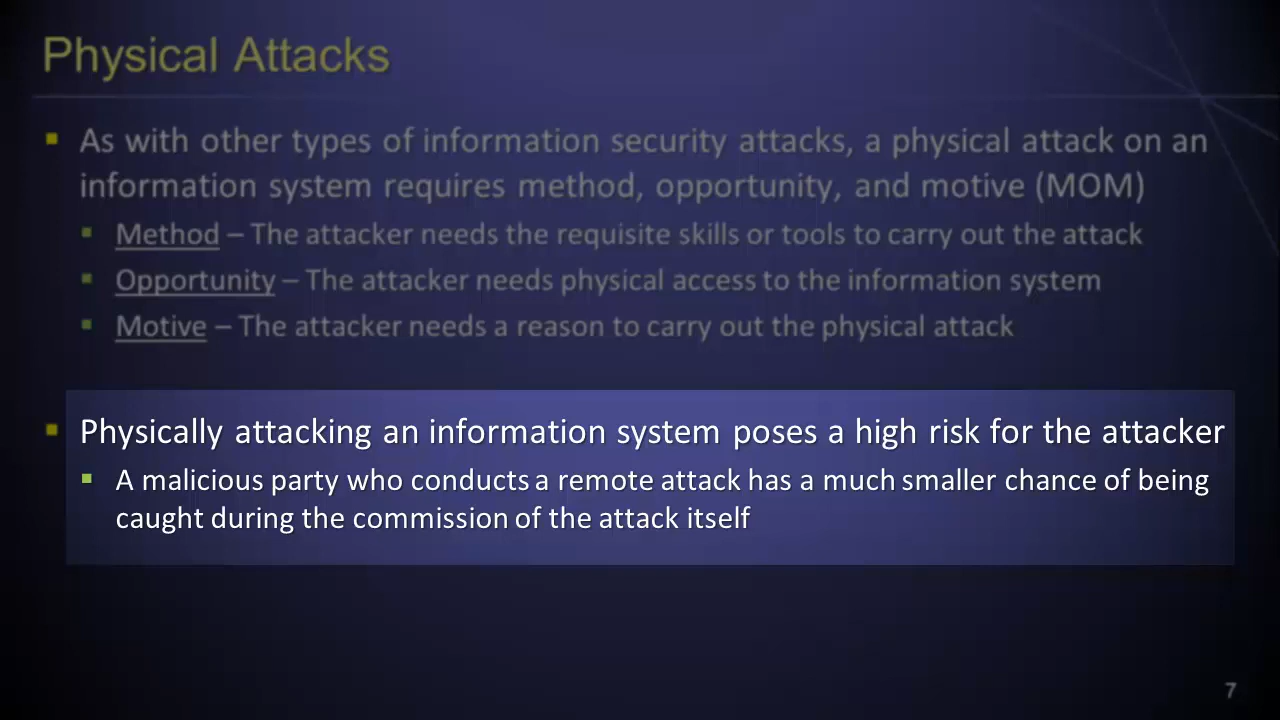 Physical Attacks
As with other types of information security attacks, a physical attack on an
information system requires method, opportunity, and motive (MOM)
Method – The attacker needs the requisite skills or tools to carry out the attack
Opportunity – The attacker needs physical access to the information system
Motive – The attacker needs a reason to carry out the physical attack
Physically attacking an information system poses a high risk for the attacker
A malicious party who conducts a remote attack has a much smaller chance of being
caught during the commission of the attack itself
7